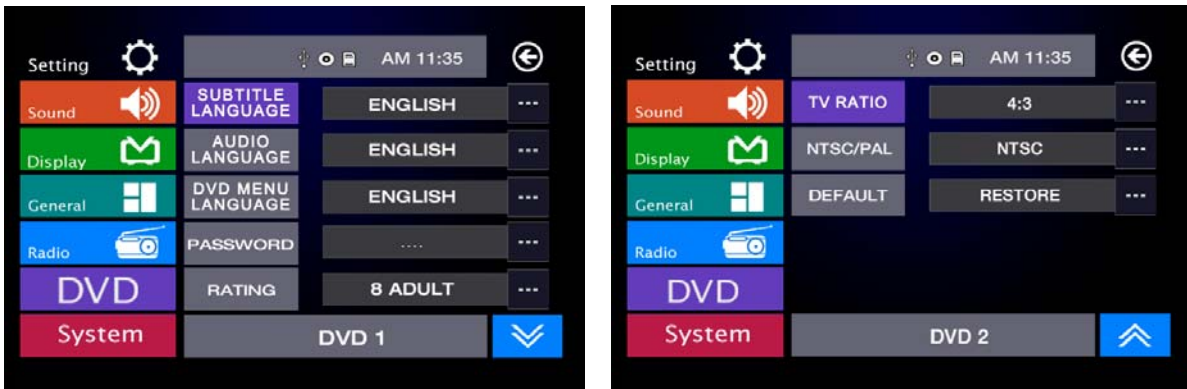 Setting
AM 11:35
Sound
SUBTITLE
LANGUAGE
ENGLISH
---
Display
AUDIO
LANGUAGE
ENGLISH
---
General
DVD MENU
LANGUAGE
ENGLISH
---
Radio
PASSWORD
....
---
DVD
RATING
8 ADULT
---
System
DVD 1
Setting
AM 11:35
Sound
TV RATIO
4:3
---
Display
NTSC/PAL
NTSC
---
General
DEFAULT
RESTORE
---
Radio
DVD
System
DVD 2